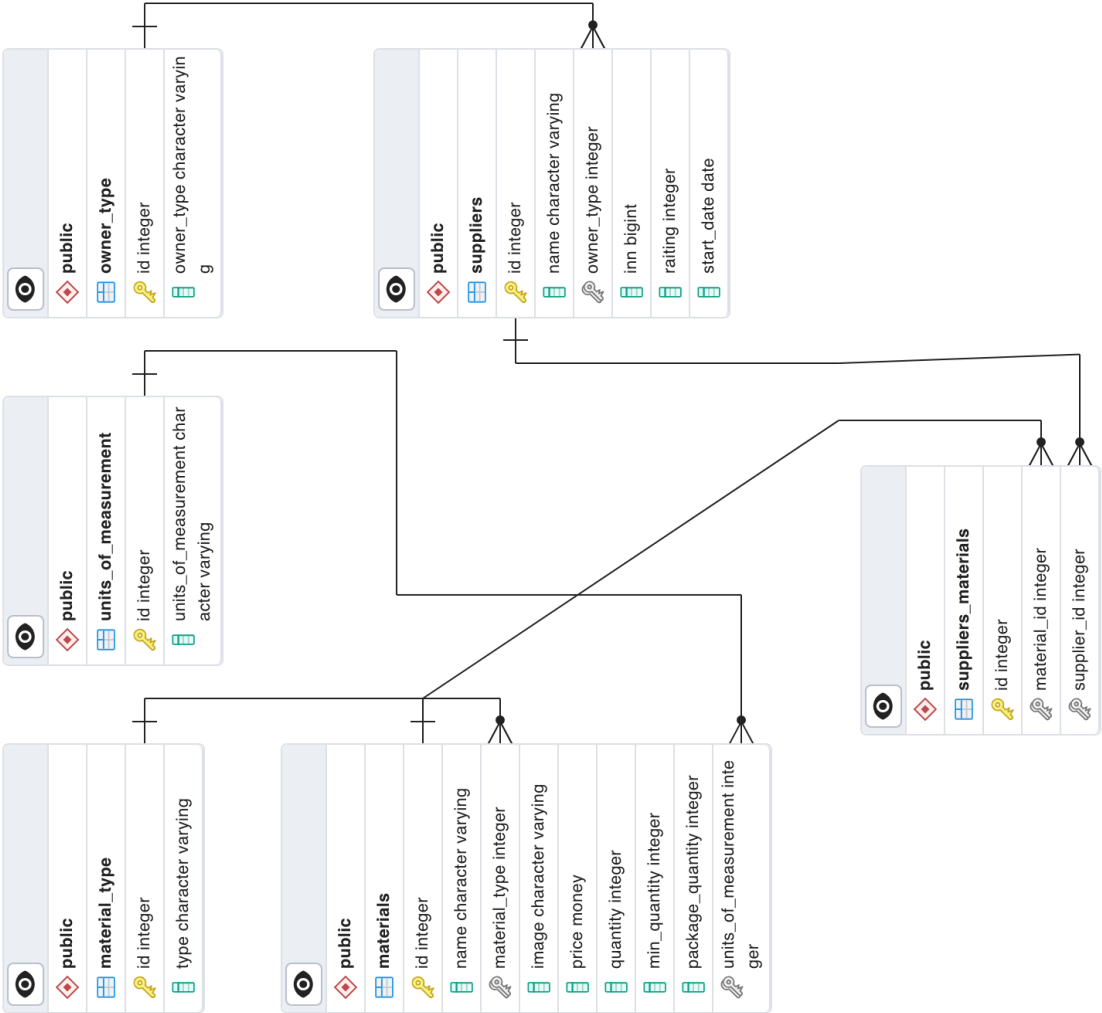 public
material_type
id integer
type character varying
public
materials
id integer
name character varying
material_type integer
image character varying
price money
quantity integer
min_quantity integer
package_quantity integer
units_of_measurement inte
ger
public
units_of_measurement
id integer
units_of_measurement char
acter varying
public
owner_type
id integer
owner_type character varyin
g
public
suppliers
id integer
name character varying
owner_type integer
inn bigint
raiting integer
start_date date
public
suppliers_materials
id integer
material_id integer
supplier_id integer